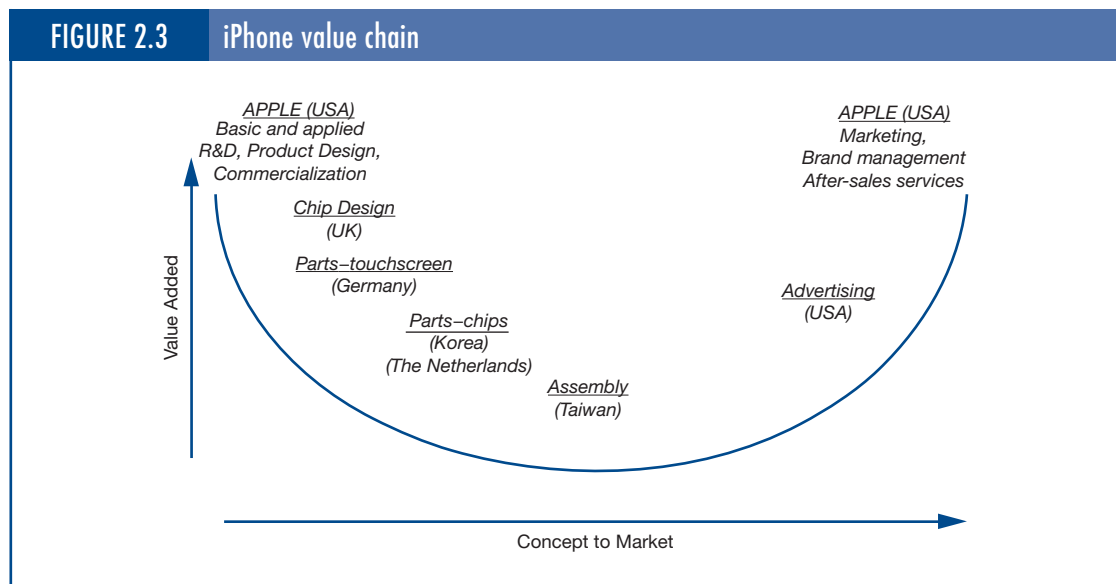 FIGURE 2.3
iPhone value chain
APPLE (USA)
Basic and applied
R&D, Product Design,
Commercialization
Chip Design
(UK)
Parts–touchscreen
(Germany)
Parts–chips
(Korea)
(The Netherlands)
Assembly
(Taiwan)
APPLE (USA)
Marketing,
Brand management
After-sales services
Advertising
(USA)
Value Added
Concept to Market